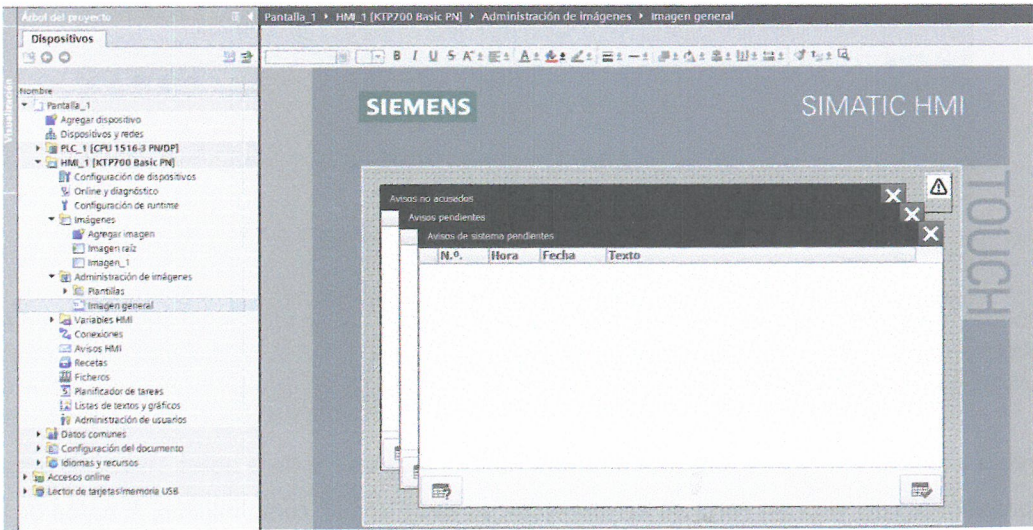 Árbol del proyecto
Pantalla_1 ▸ HMI_1 [KTP700 Basic PN] ▸ Administración de imágenes ▸ Imagen general
Dispositivos
B I U S A
Nombre
Visualización
Pantalla_1
Agregar dispositivo
Dispositivos y redes
PLC_1 [CPU 1516-3 PN/DP]
HMI_1 [KTP700 Basic PN]
Configuración de dispositivos
Online y diagnóstico
Configuración de runtime
Imágenes
Agregar imagen
Imagen raíz
Imagen_1
Administración de imágenes
Plantillas
Imagen general
Variables HMI
Conexiones
Avisos HMI
Recetas
Ficheros
Planificador de tareas
Listas de textos y gráficos
Administración de usuarios
Datos comunes
Configuración del documento
Idiomas y recursos
Accesos online
Lector de tarjetas/memoria USB
SIEMENS
SIMATIC HMI
TOUCH
Avisos no acusados
Avisos pendientes
Avisos de sistema pendientes
N.º. Hora Fecha Texto